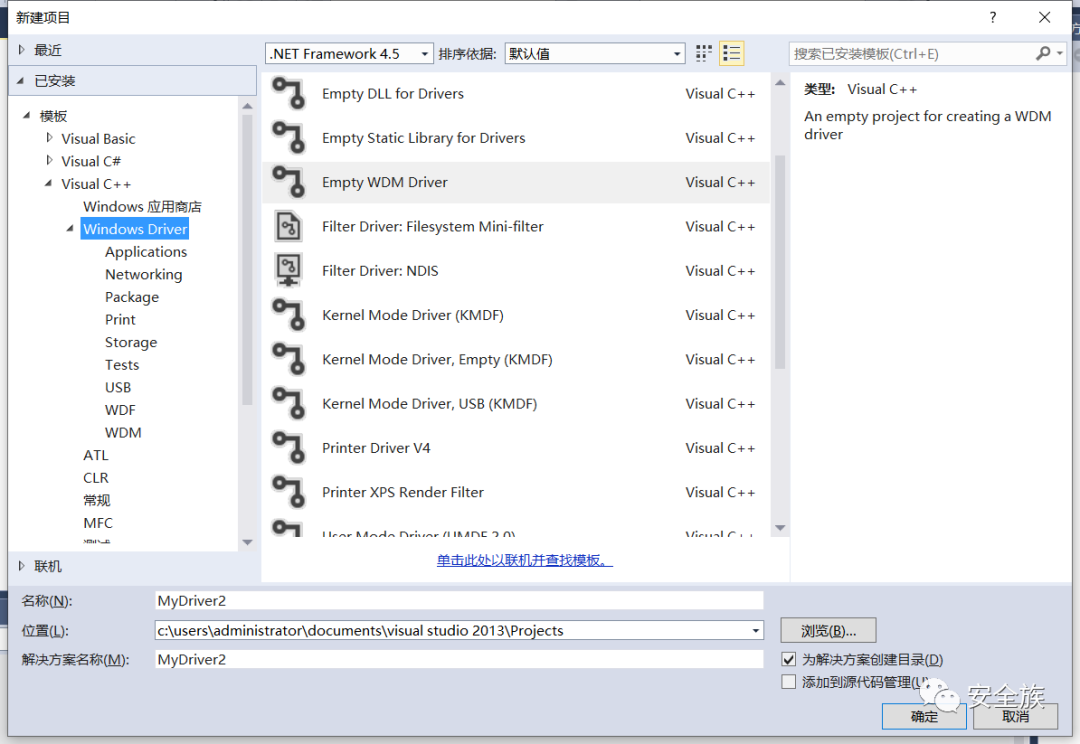 新建项目
?
最近
.NET Framework 4.5
排序依据:
默认值
搜索已安装模板(Ctrl+E)
已安装
模板
Visual Basic
Visual C#
Visual C++
Windows 应用商店
Windows Driver
Applications
Networking
Package
Print
Storage
Tests
USB
WDF
WDM
ATL
CLR
常规
MFC
测试
联机
Empty DLL for Drivers Visual C++
Empty Static Library for Drivers Visual C++
Empty WDM Driver Visual C++
Filter Driver: Filesystem Mini-filter Visual C++
Filter Driver: NDIS Visual C++
Kernel Mode Driver (KMDF) Visual C++
Kernel Mode Driver, Empty (KMDF) Visual C++
Kernel Mode Driver, USB (KMDF) Visual C++
Printer Driver V4 Visual C++
Printer XPS Render Filter Visual C++
User Mode Driver (UMDF 2.0) Visual C++
单击此处以联机并查找模板。
类型: Visual C++
An empty project for creating a WDM
driver
名称(N): MyDriver2
位置(L): c:\users\administrator\documents\visual studio 2013\Projects
浏览(B)...
解决方案名称(M): MyDriver2
为解决方案创建目录(D)
添加到源代码管理(U)
安全族
确定
取消